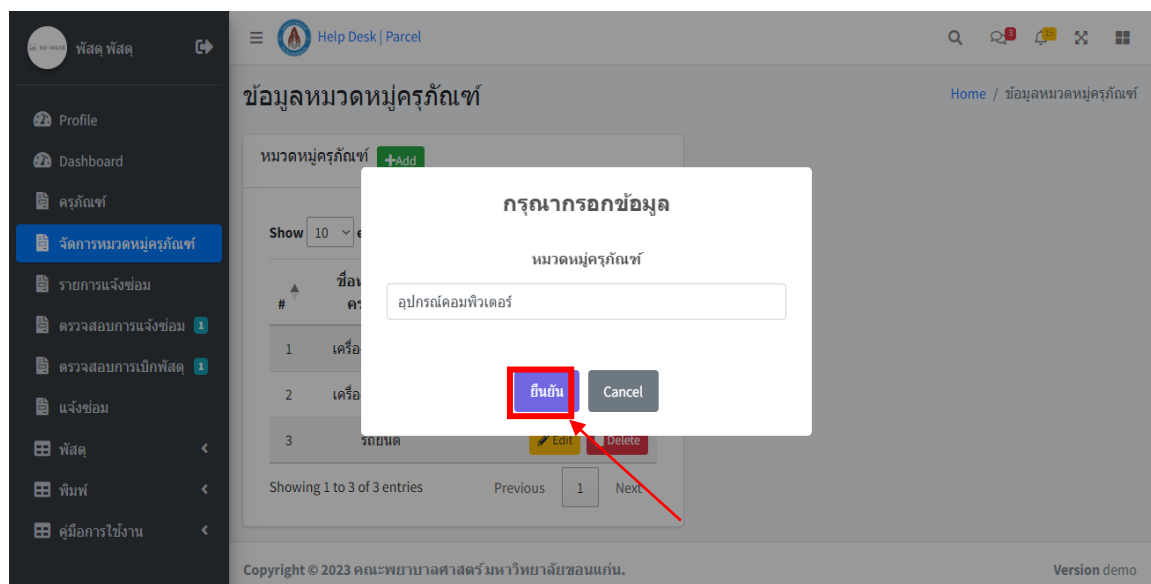 NO IMAGE
พัสดุ พัสดุ
Help Desk | Parcel
3
15
ข้อมูลหมวดหมู่ครุภัณฑ์
Home / ข้อมูลหมวดหมู่ครุภัณฑ์
Profile
Dashboard
ครุภัณฑ์
จัดการหมวดหมู่ครุภัณฑ์
รายการแจ้งซ่อม
ตรวจสอบการแจ้งซ่อม 1
ตรวจสอบการเบิกพัสดุ 1
แจ้งซ่อม
พัสดุ
พิมพ์
คู่มือการใช้งาน
หมวดหมู่ครุภัณฑ์ +Add
กรุณากรอกข้อมูล
หมวดหมู่ครุภัณฑ์
อุปกรณ์คอมพิวเตอร์
ยืนยัน Cancel
Show 10
#
1
2
3 รถยนต์ Edit Delete
Showing 1 to 3 of 3 entries Previous 1 Next
Copyright © 2023 คณะพยาบาลศาสตร์ มหาวิทยาลัยขอนแก่น. Version demo